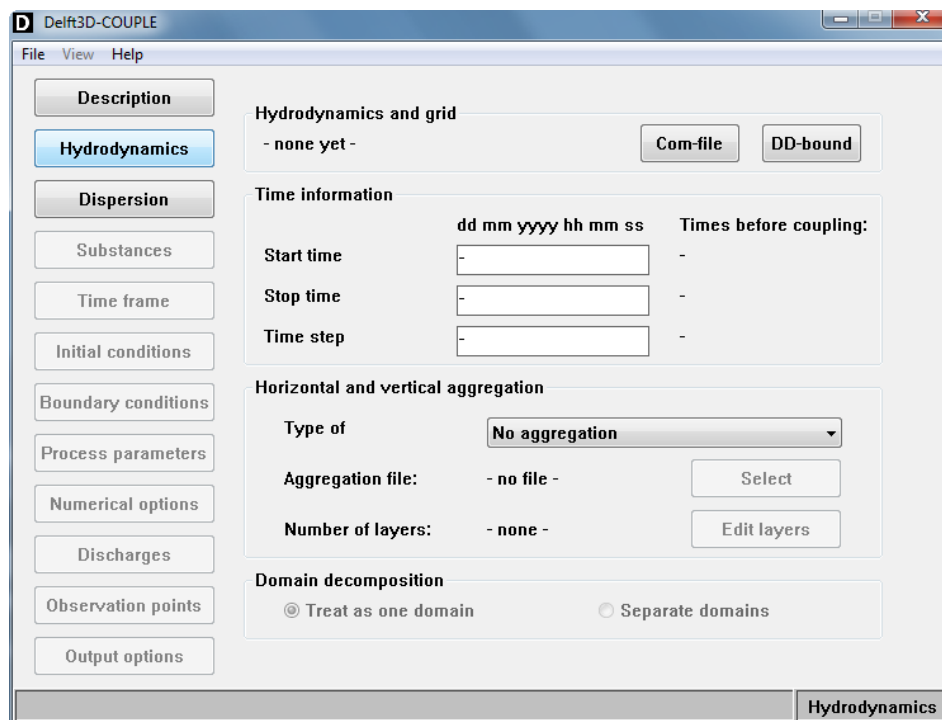 D Delft3D-COUPLE
File View Help
Description
Hydrodynamics
Dispersion
Substances
Time frame
Initial conditions
Boundary conditions
Process parameters
Numerical options
Discharges
Observation points
Output options
Hydrodynamics and grid
- none yet -
Com-file
DD-bound
Time information
dd mm yyyy hh mm ss Times before coupling:
Start time - -
Stop time - -
Time step - -
Horizontal and vertical aggregation
Type of No aggregation
Aggregation file: - no file - Select
Number of layers: - none - Edit layers
Domain decomposition
Treat as one domain Separate domains
Hydrodynamics